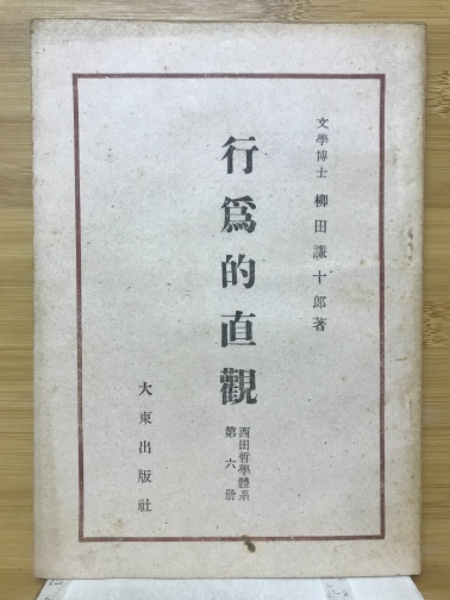 文學博士 柳田謙十郎著
行爲的直觀
西田哲學體系
第六册
大東出版社